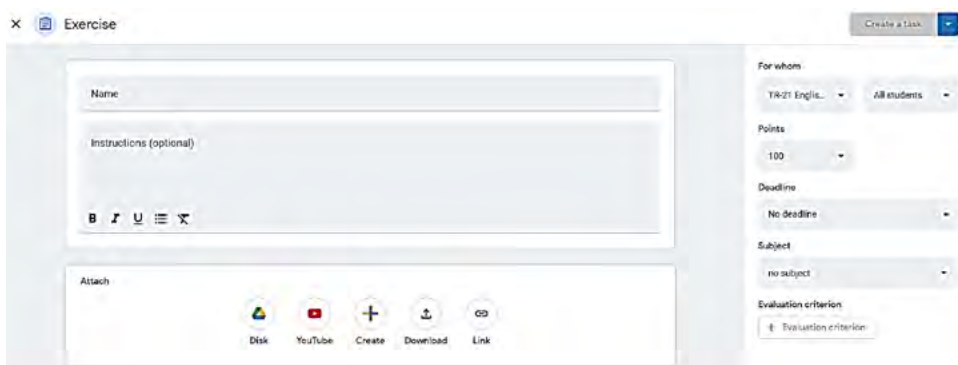 Exercise
Create a task
Name
Instructions (optional)
B I U
Attach
Disk YouTube Create Download Link
For whom
TR-21 Englis... All students
Points
100
Deadline
No deadline
Subject
no subject
Evaluation criterion
+ Evaluation criterion